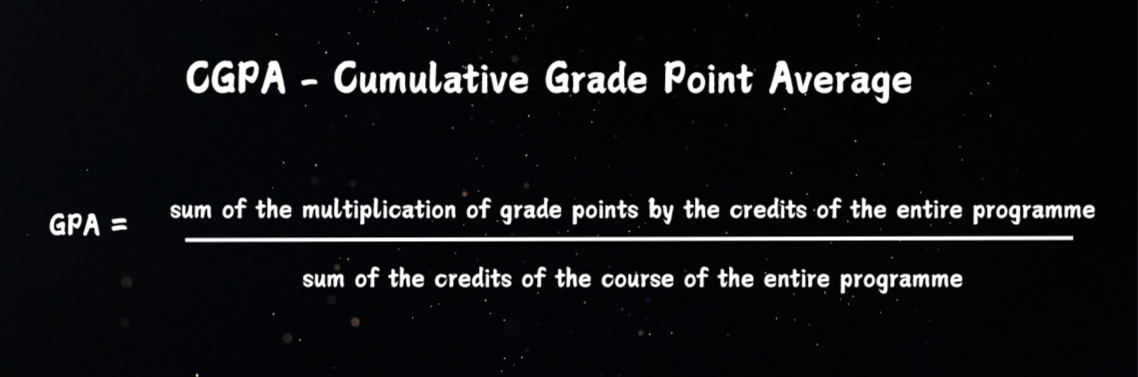 CGPA - Cumulative Grade Point Average
GPA =
sum of the multiplication of grade points by the credits of the entire programme
sum of the credits of the course of the entire programme